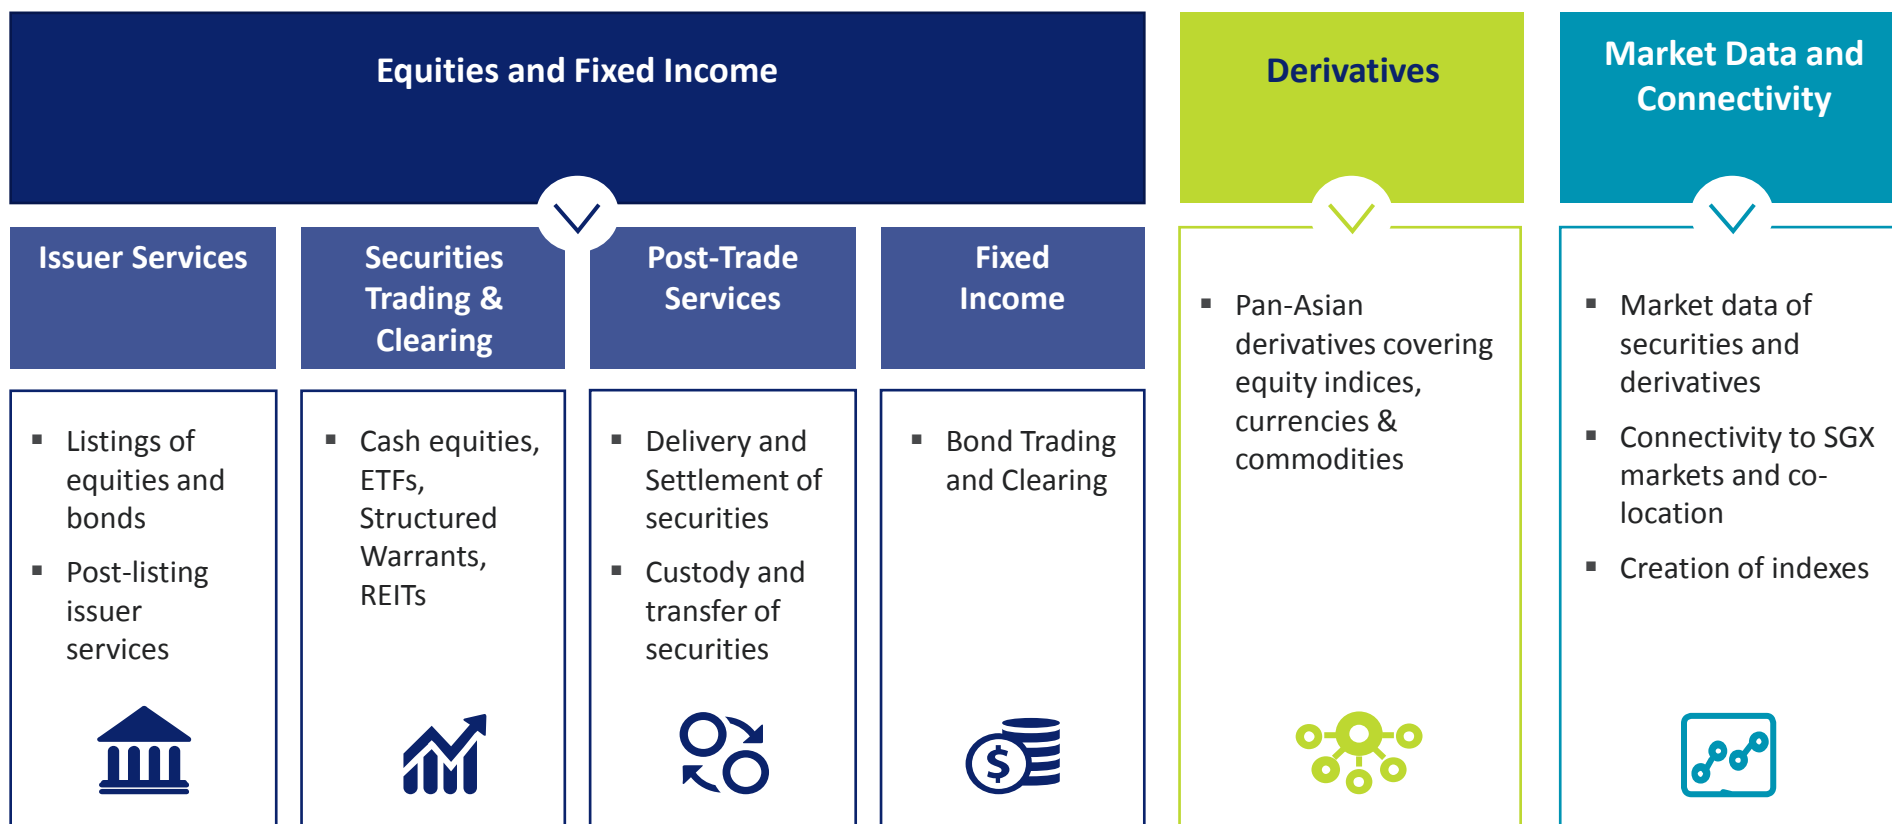 Equities and Fixed Income
Derivatives
Market Data and
Connectivity
Issuer Services
Securities
Trading &
Clearing
Post-Trade
Services
Fixed
Income
▪ Listings of
equities and
bonds
▪ Post-listing
issuer
services
▪ Cash equities,
ETFs,
Structured
Warrants,
REITs
▪ Delivery and
Settlement of
securities
▪ Custody and
transfer of
securities
▪ Bond Trading
and Clearing
▪ Pan-Asian
derivatives covering
equity indices,
currencies &
commodities
▪ Market data of
securities and
derivatives
▪ Connectivity to SGX
markets and co-
location
▪ Creation of indexes
$